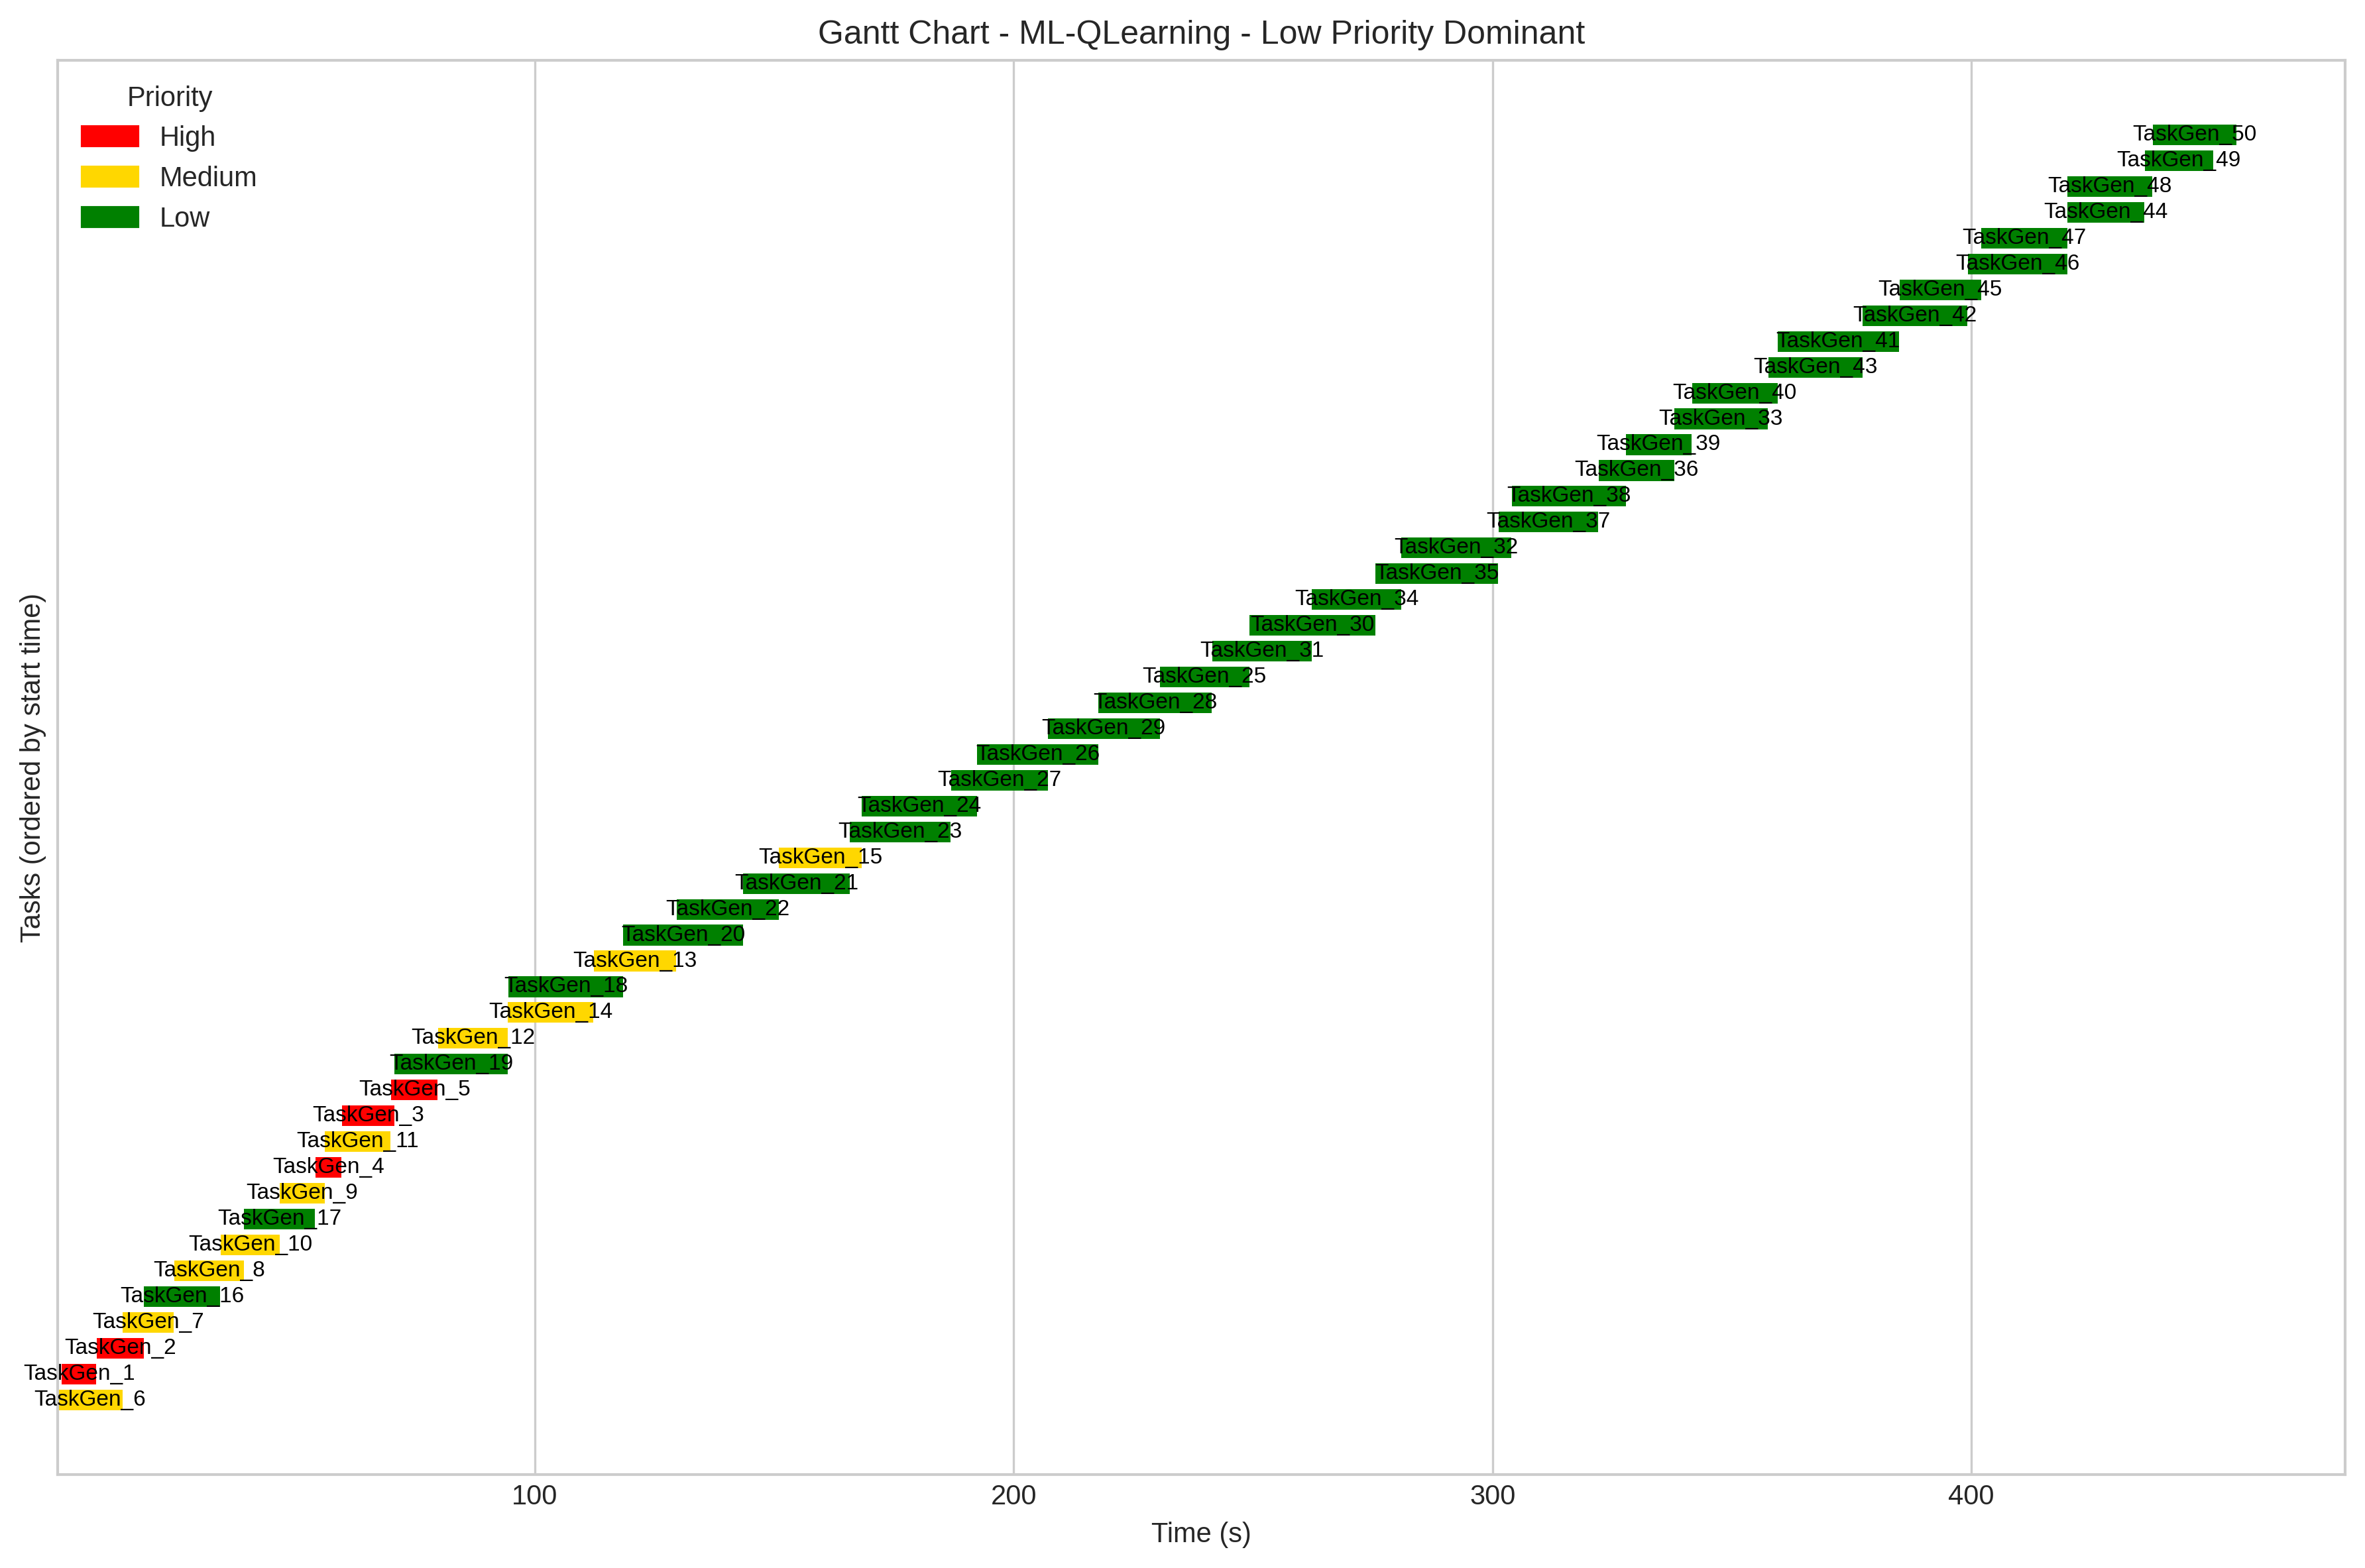 Gantt Chart - ML-QLearning - Low Priority Dominant
Priority
High
Medium
Low
TaskGen_50
TaskGen_49
TaskGen_48
TaskGen_44
TaskGen_47
TaskGen_46
TaskGen_45
TaskGen_42
TaskGen_41
TaskGen_43
TaskGen_40
TaskGen_33
TaskGen_39
TaskGen_36
TaskGen_38
TaskGen_37
TaskGen_32
TaskGen_35
TaskGen_34
TaskGen_30
TaskGen_31
TaskGen_25
TaskGen_28
TaskGen_29
TaskGen_26
TaskGen_27
TaskGen_24
TaskGen_23
TaskGen_15
TaskGen_21
TaskGen_22
TaskGen_20
TaskGen_13
TaskGen_18
TaskGen_14
TaskGen_12
TaskGen_19
TaskGen_5
TaskGen_3
TaskGen_11
TaskGen_4
TaskGen_9
TaskGen_17
TaskGen_10
TaskGen_8
TaskGen_16
TaskGen_7
TaskGen_2
TaskGen_1
TaskGen_6
Tasks (ordered by start time)
100 200 300 400
Time (s)